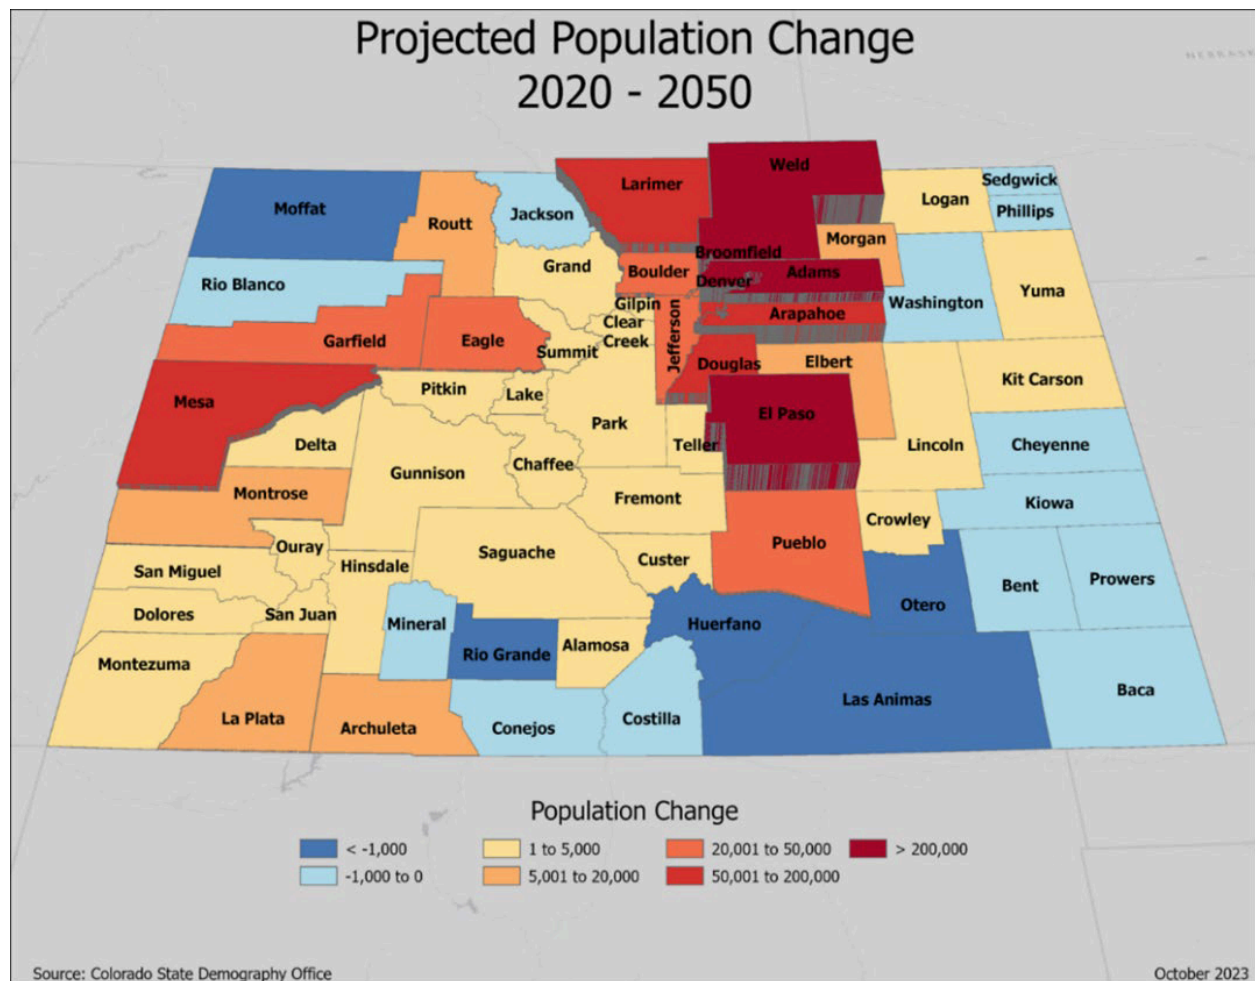 Projected Population Change
2020 - 2050
NEBRASK
Weld
Larimer
Sedgwick
Logan
Moffat
Phillips
Jackson
Routt
Morgan
Broomfield
Grand
Boulder
Adams
Denver
Rio Blanco
Yuma
Washington
Gilpin
Arapahoe
Clear
Creek
Jefferson
Garfield
Eagle
Summit
Douglas
Elbert
Kit Carson
Pitkin
Lake
Mesa
El Paso
Park
Delta
Teller
Lincoln
Cheyenne
Chaffee
Gunnison
Montrose
Fremont
Kiowa
Crowley
Ouray
Pueblo
Saguache
Custer
Hinsdale
San Miguel
Bent
Prowers
Otero
Dolores
San Juan
Mineral
Huerfano
Alamosa
Rio Grande
Montezuma
Baca
Las Animas
La Plata
Costilla
Archuleta
Conejos
Population Change
< -1,000
1 to 5,000
20,001 to 50,000
> 200,000
-1,000 to 0
5,001 to 20,000
50,001 to 200,000
Source: Colorado State Demography Office
October 2023